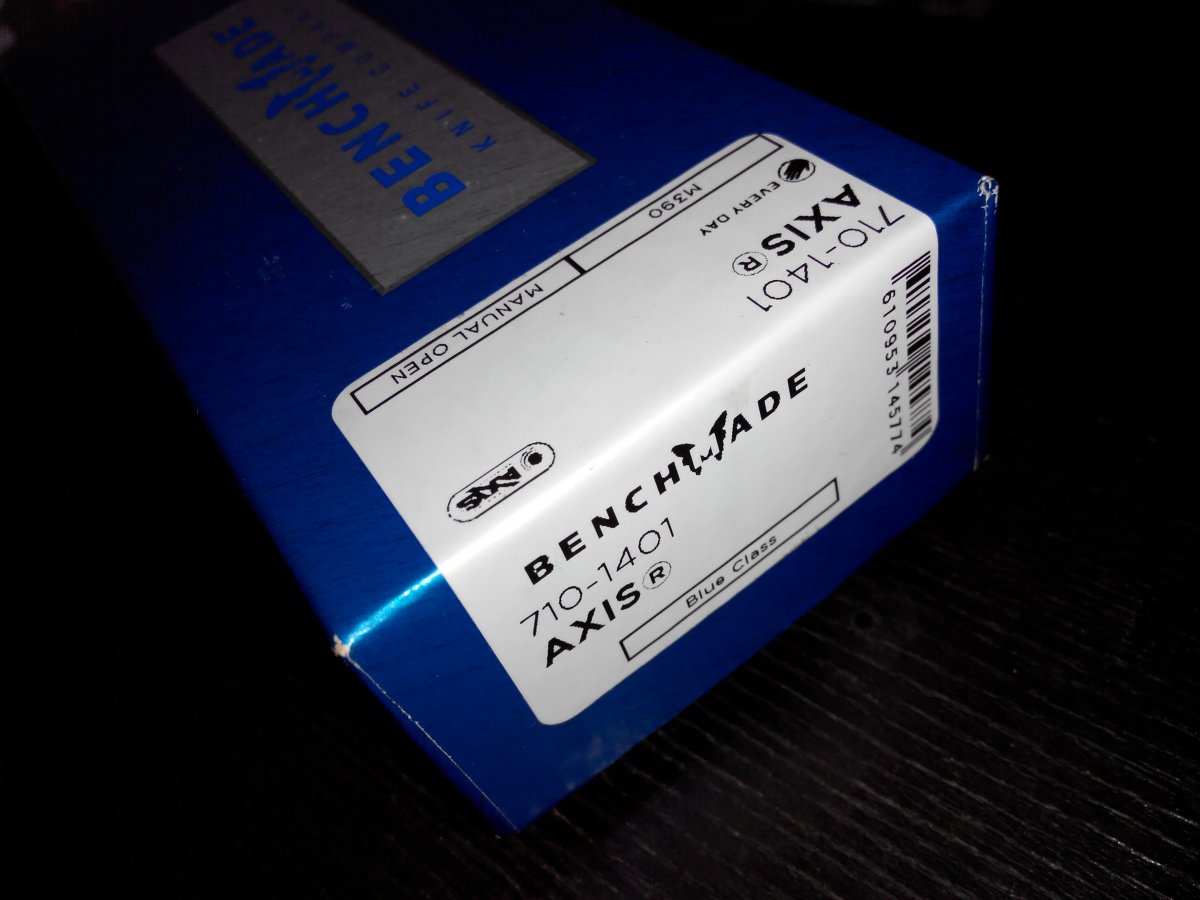 BENCHMADE
KNIFE COMPANY
710-1401
AXIS®
EVERY DAY
M390
MANUAL OPEN
AXIS
610953 145774
BENCHMADE
710-1401
AXIS®
Blue Class